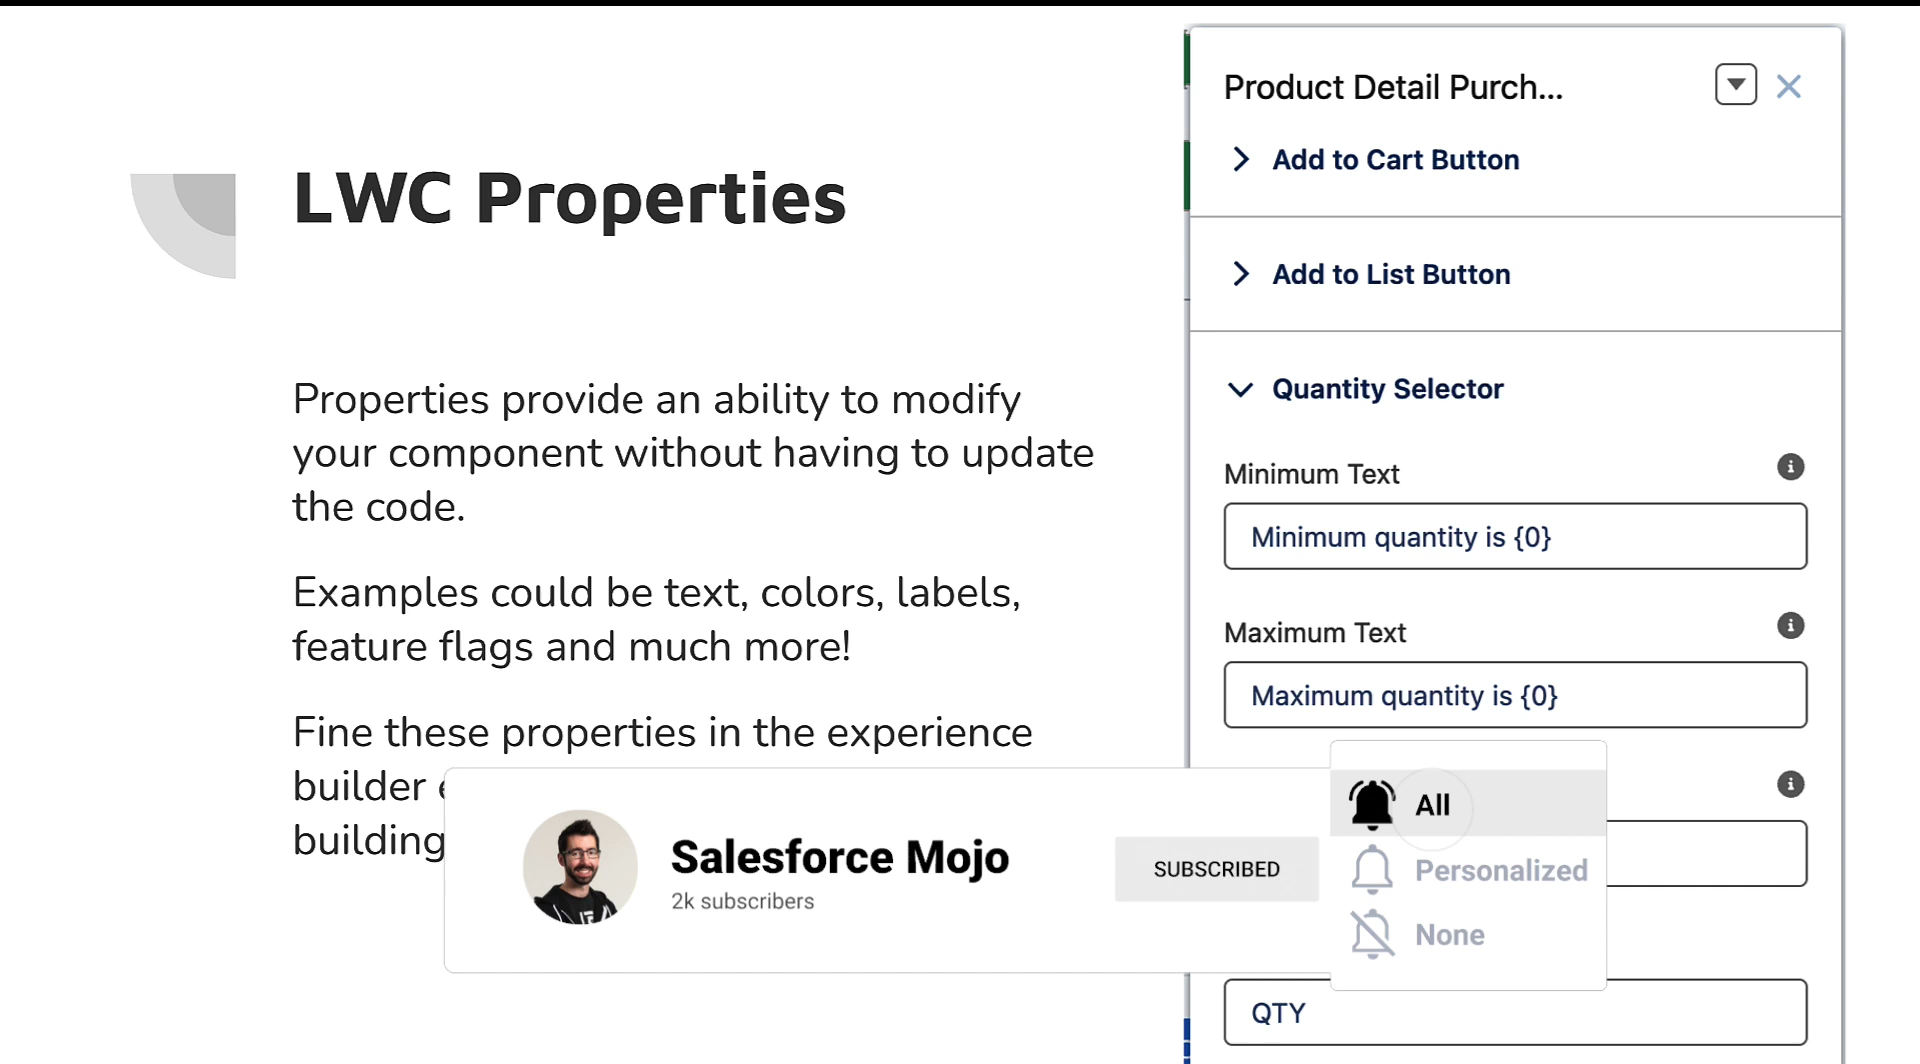 LWC Properties
Properties provide an ability to modify
your component without having to update
the code.
Examples could be text, colors, labels,
feature flags and much more!
Fine these properties in the experience
builder
building
Product Detail Purch...
Add to Cart Button
Add to List Button
Quantity Selector
Minimum Text
Minimum quantity is {0}
Maximum Text
Maximum quantity is {0}
QTY
Salesforce Mojo
2k subscribers
SUBSCRIBED
All
Personalized
None